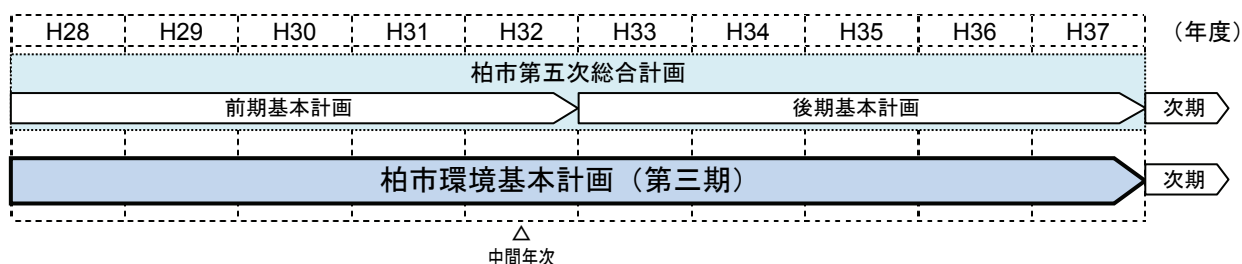 H28 H29 H30 H31 H32 H33 H34 H35 H36 H37 （年度）
柏市第五次総合計画
前期基本計画 後期基本計画 次期
柏市環境基本計画（第三期） 次期
△
中間年次